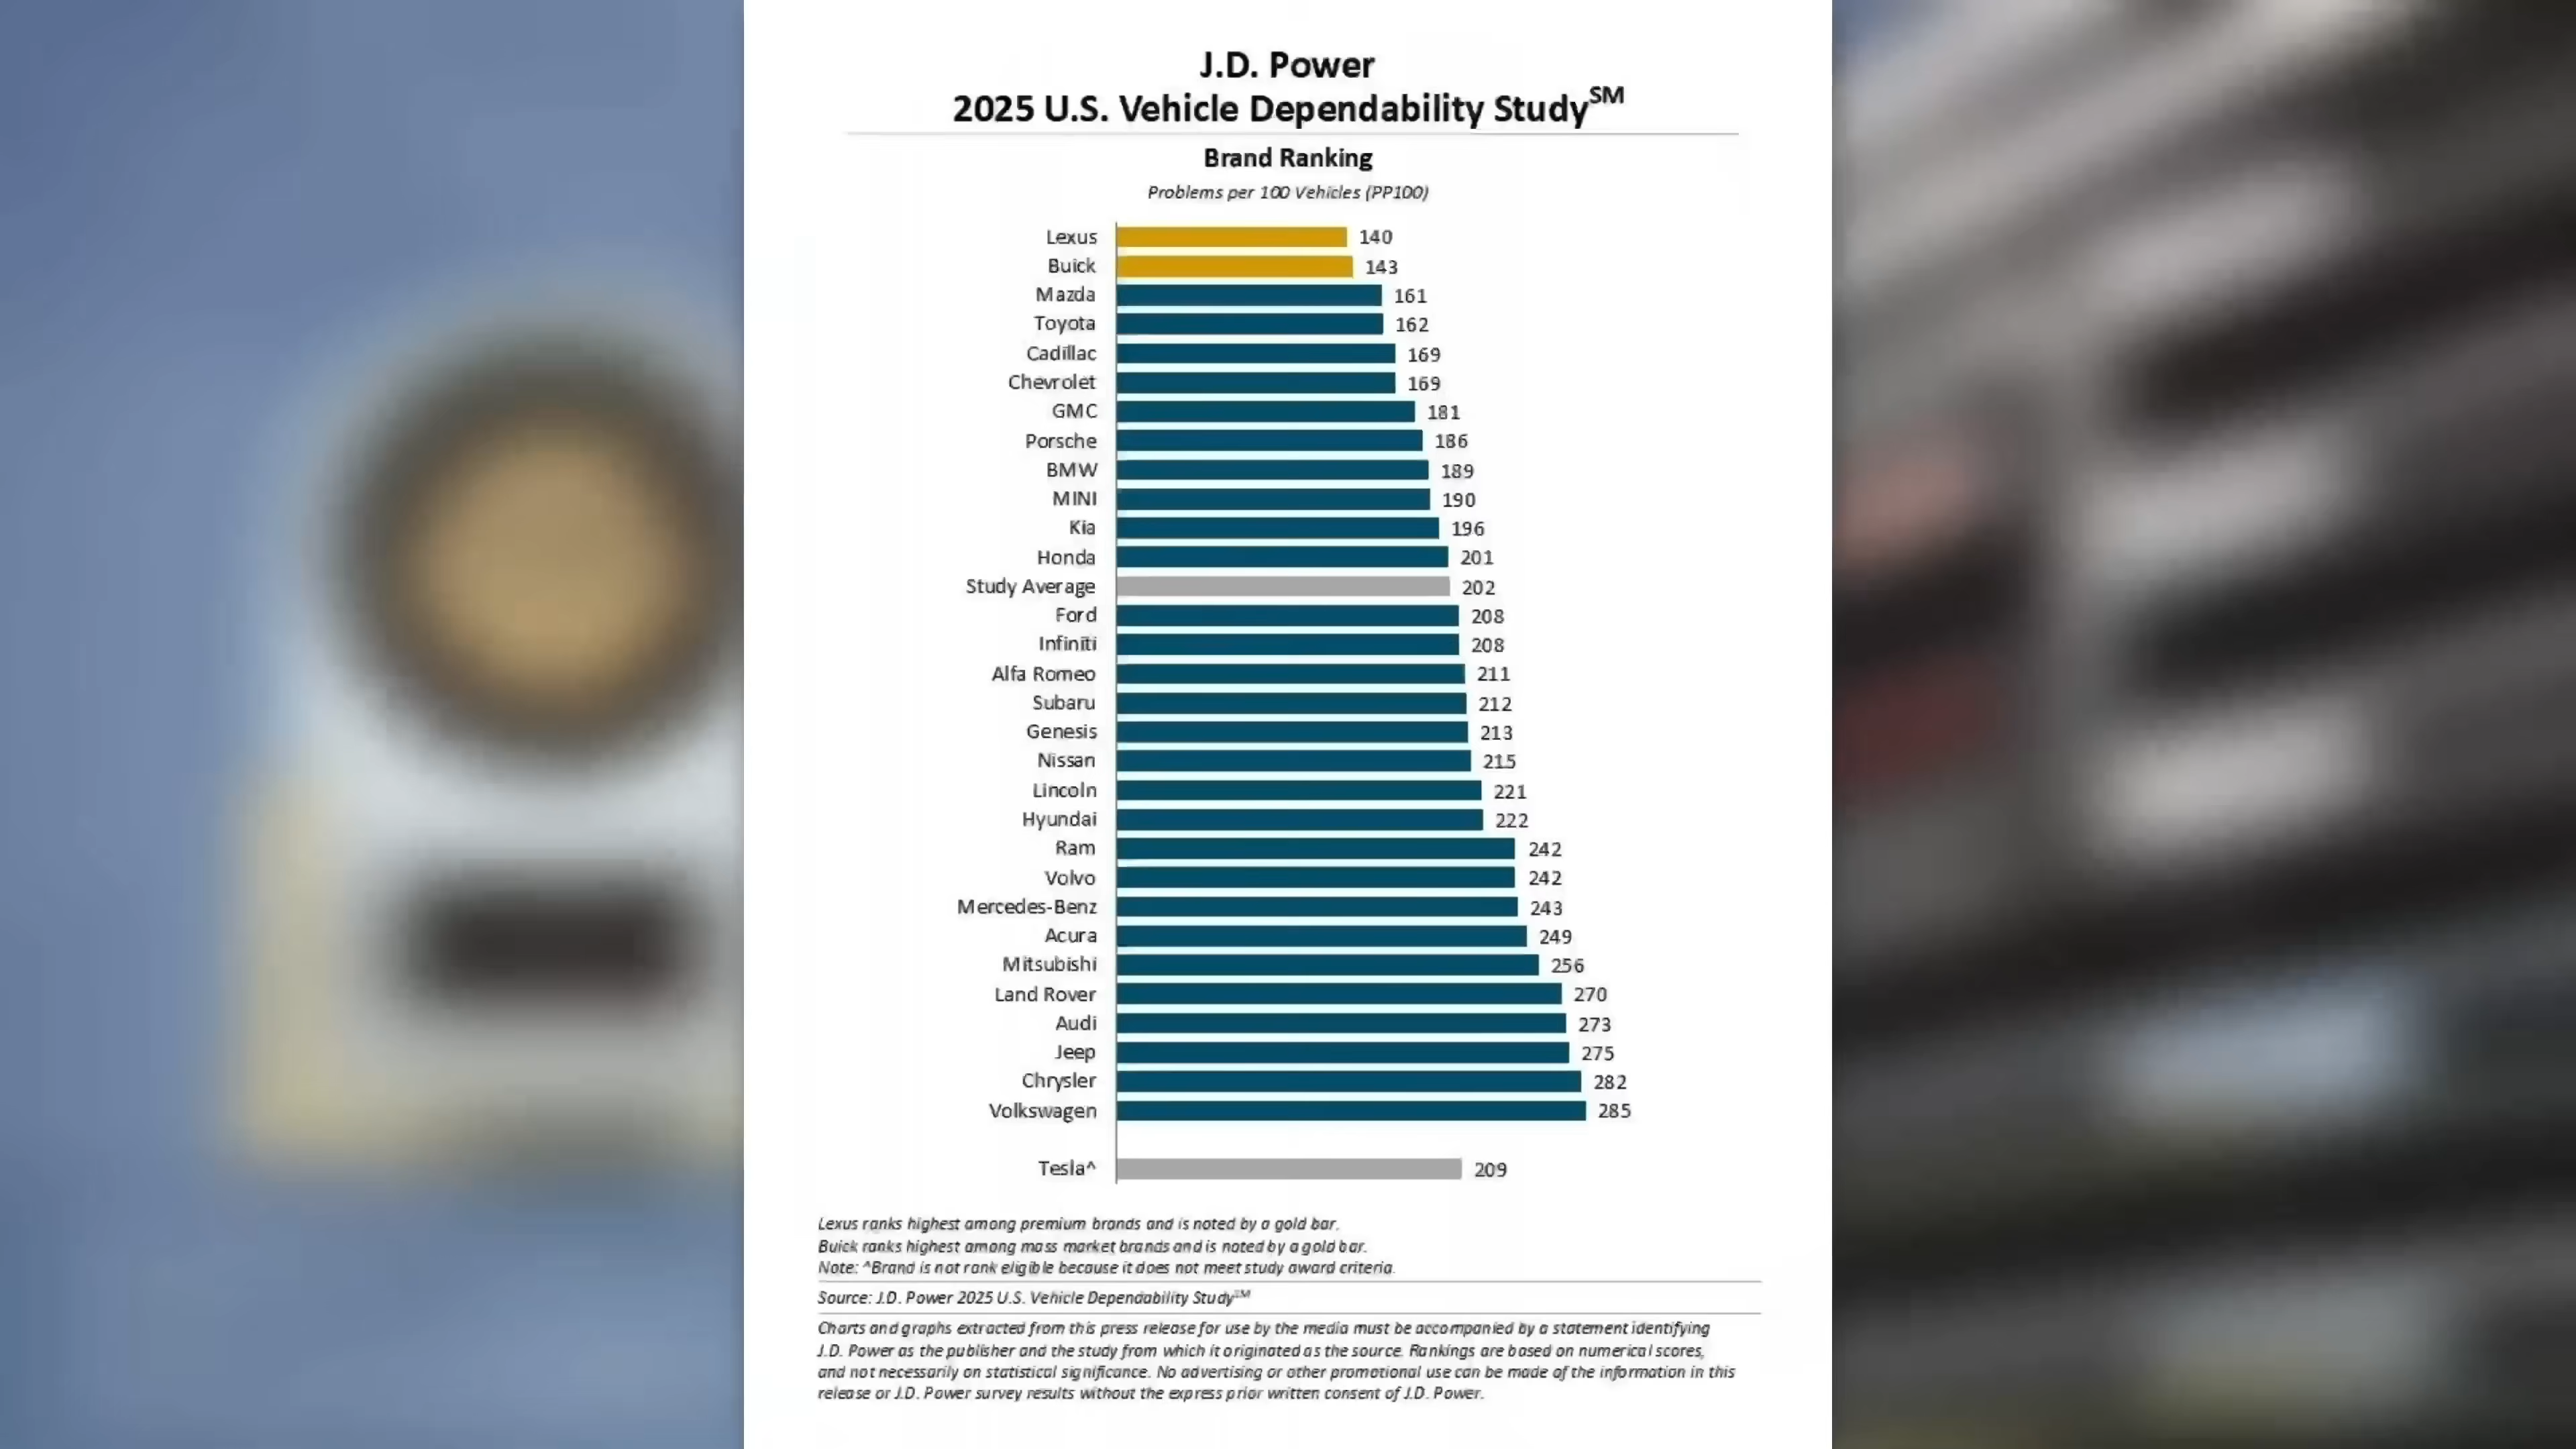 J.D. Power
2025 U.S. Vehicle Dependability Study℠
Brand Ranking
Problems per 100 Vehicles (PP100)
Lexus 140
Buick 143
Mazda 161
Toyota 162
Cadillac 169
Chevrolet 169
GMC 181
Porsche 186
BMW 189
MINI 190
Kia 196
Honda 201
Study Average 202
Ford 208
Infiniti 208
Alfa Romeo 211
Subaru 212
Genesis 213
Nissan 215
Lincoln 221
Hyundai 222
Ram 242
Volvo 242
Mercedes-Benz 243
Acura 249
Mitsubishi 256
Land Rover 270
Audi 273
Jeep 275
Chrysler 282
Volkswagen 285
Tesla^ 209
Lexus ranks highest among premium brands and is noted by a gold bar.
Buick ranks highest among mass market brands and is noted by a gold bar.
Note: ^Brand is not rank eligible because it does not meet study award criteria.
Source: J.D. Power 2025 U.S. Vehicle Dependability Study℠
Charts and graphs extracted from this press release for use by the media must be accompanied by a statement identifying
J.D. Power as the publisher and the study from which it originated as the source. Rankings are based on numerical scores,
and not necessarily on statistical significance. No advertising or other promotional use can be made of the information in this
release or J.D. Power survey results without the express prior written consent of J.D. Power.